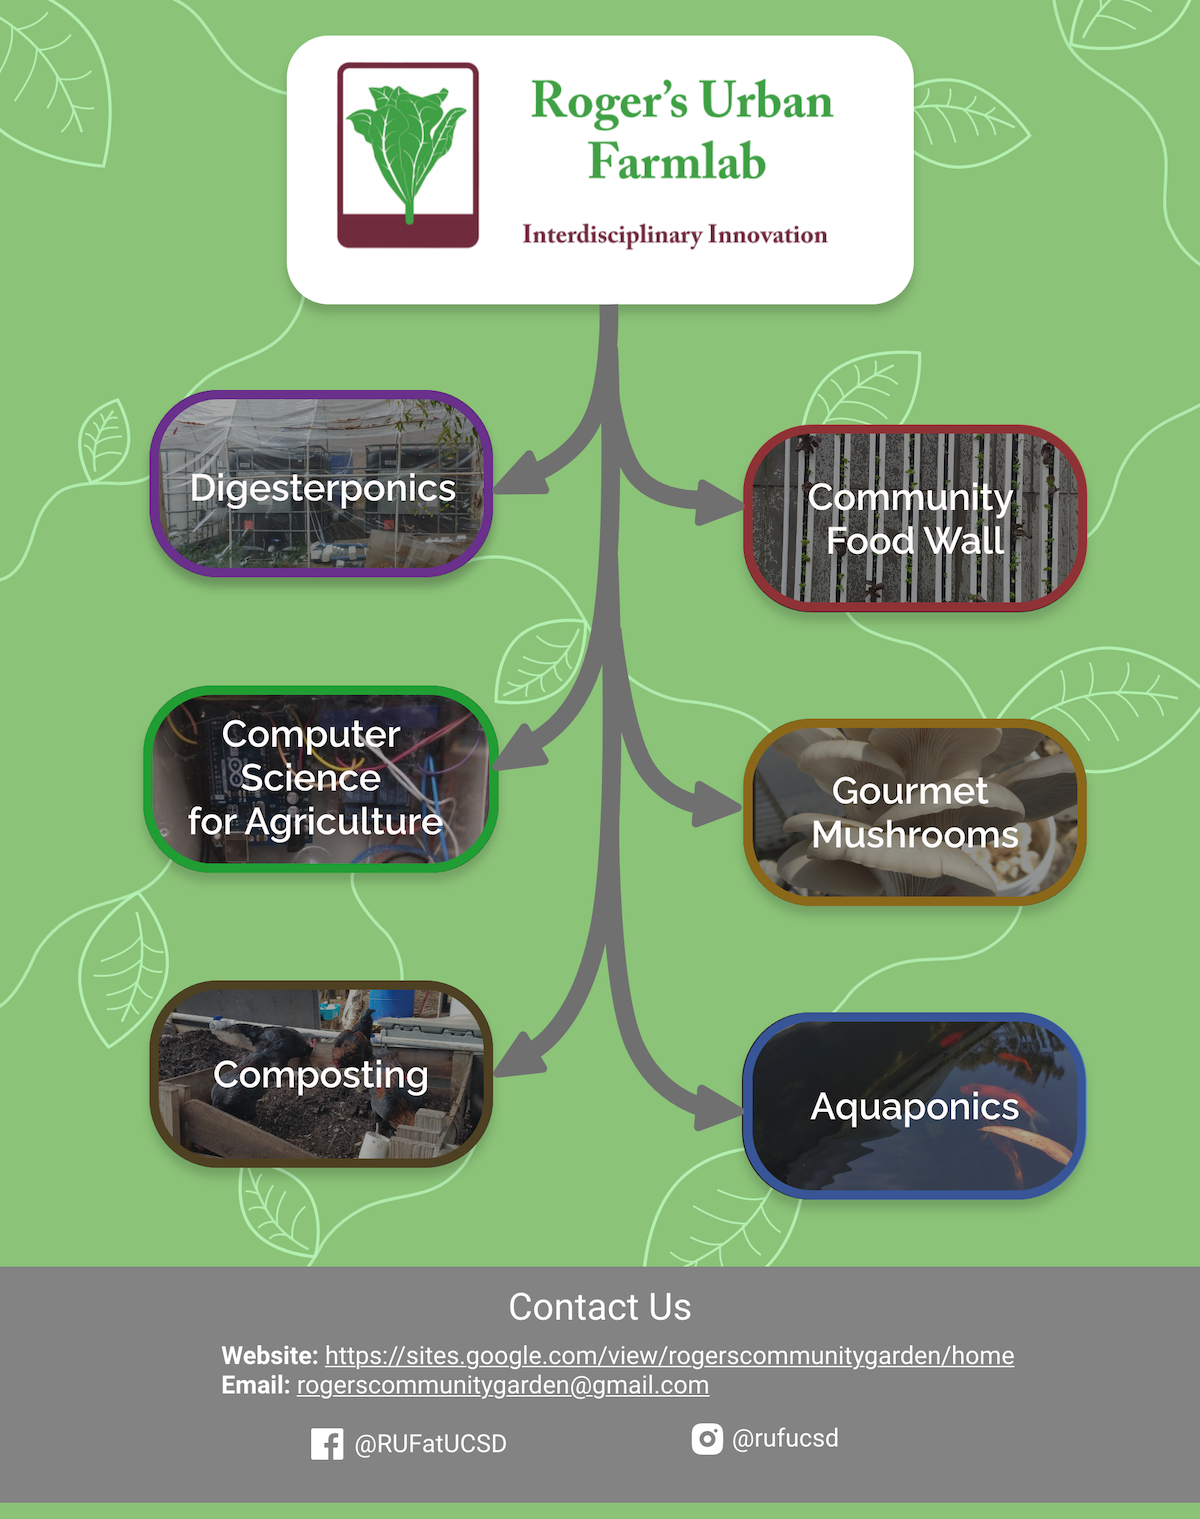 Roger's Urban
Farmlab
Interdisciplinary Innovation
Digesterponics
Community
Food Wall
Computer
Science
for Agriculture
Gourmet
Mushrooms
Composting
Aquaponics
Contact Us
Website: https://sites.google.com/view/rogerscommunitygarden/home
Email: rogerscommunitygarden@gmail.com
@RUFatUCSD
@rufucsd